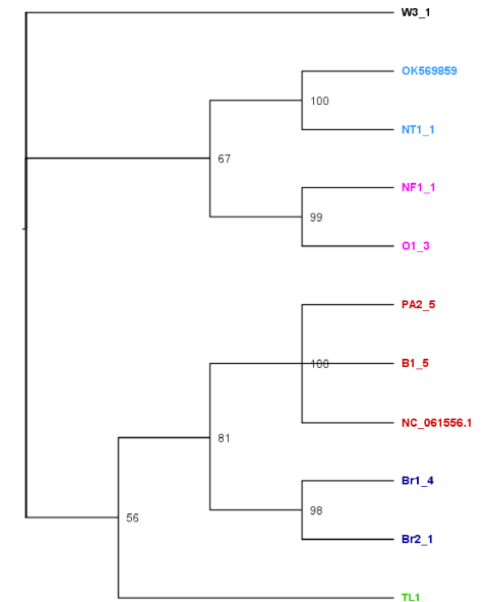 W3_1
OK569859
100
NT1_1
67
NF1_1
99
O1_3
PA2_5
100
B1_5
NC_061556.1
81
Br1_4
98
56
Br2_1
TL1